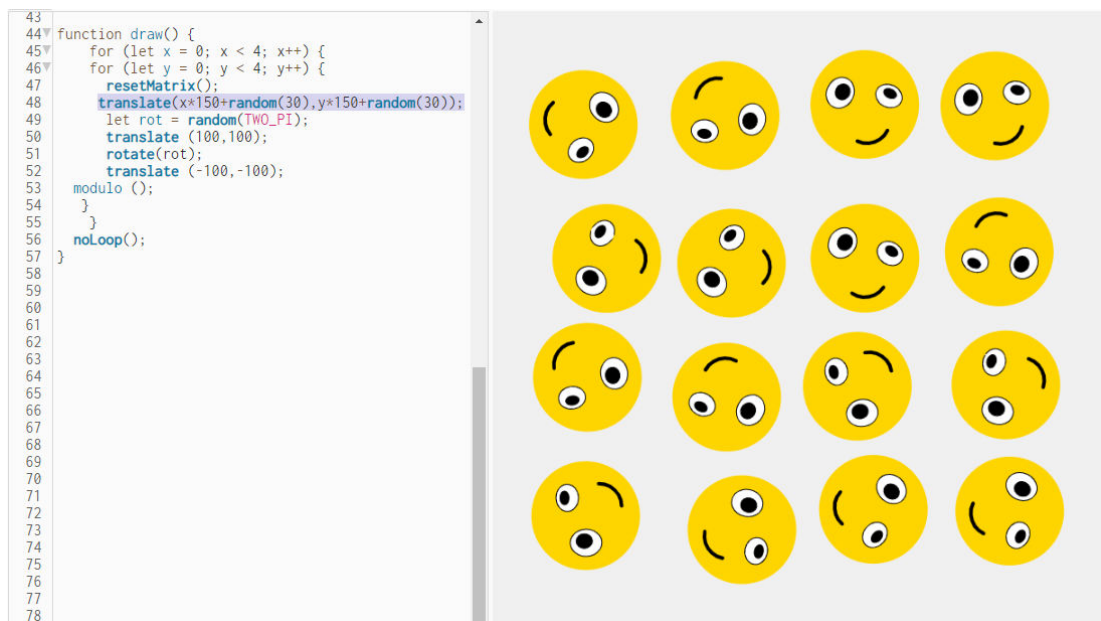 43
44 function draw() {
45 for (let x = 0; x < 4; x++) {
46 for (let y = 0; y < 4; y++) {
47 resetMatrix();
48 translate(x*150+random(30),y*150+random(30));
49 let rot = random(TWO_PI);
50 translate (100,100);
51 rotate(rot);
52 translate (-100,-100);
53 modulo ();
54 }
55 }
56 noLoop();
57 }
58
59
60
61
62
63
64
65
66
67
68
69
70
71
72
73
74
75
76
77
78